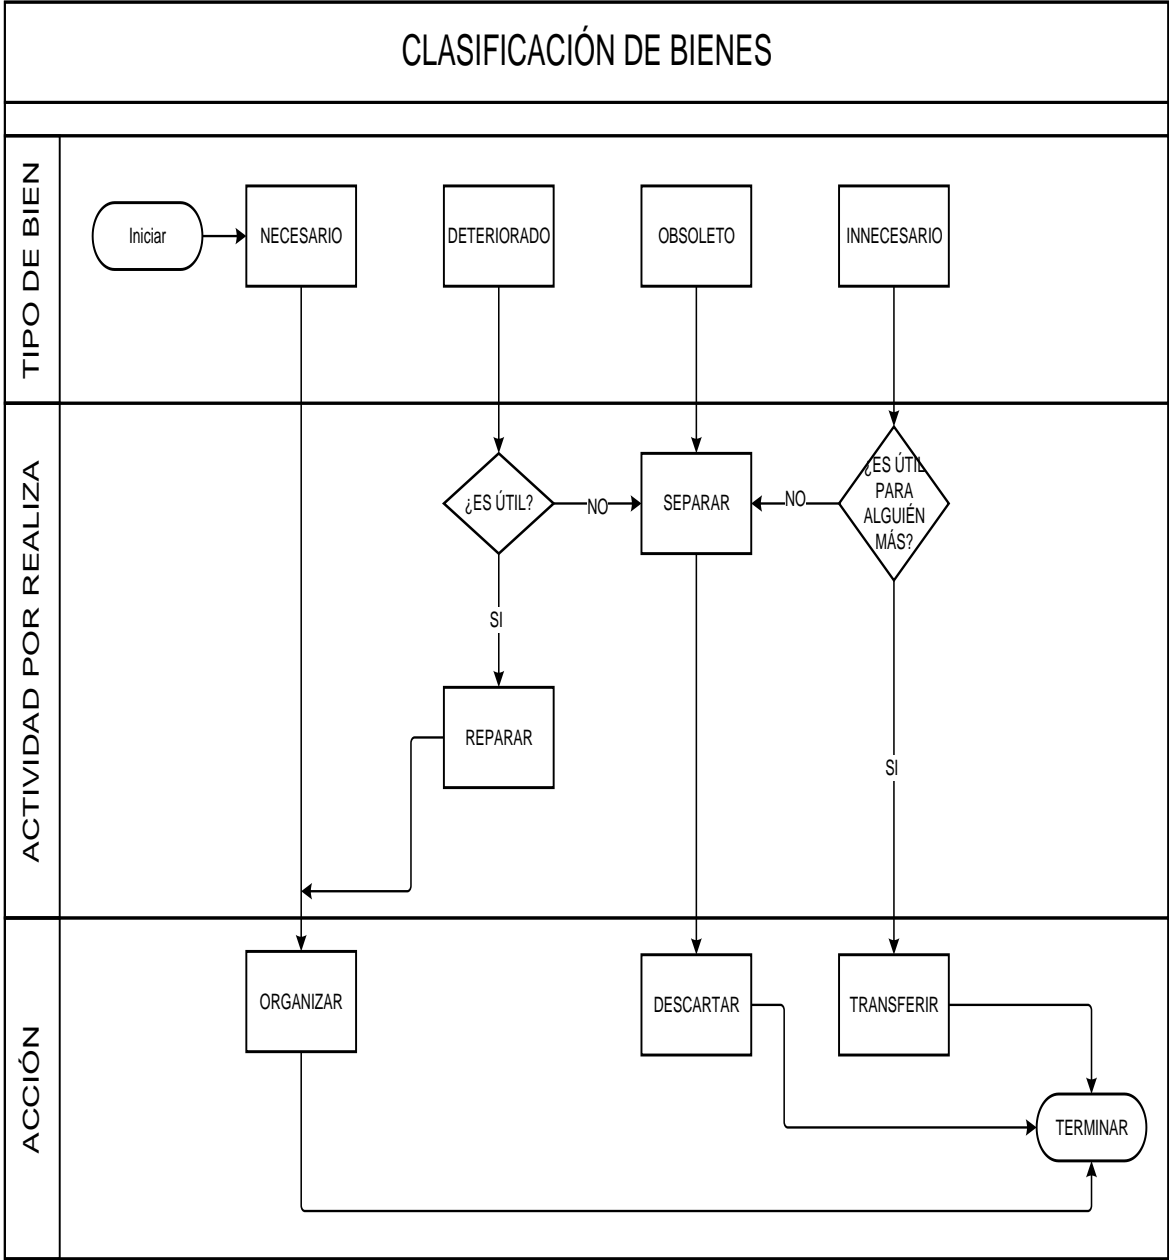 CLASIFICACIÓN DE BIENES
TIPO DE BIEN
Iniciar
NECESARIO
DETERIORADO
OBSOLETO
INNECESARIO
ACTIVIDAD POR REALIZA
¿ES ÚTIL?
NO
SEPARAR
NO
¿ES ÚTIL
PARA
ALGUIÉN
MÁS?
SI
REPARAR
SI
ACCIÓN
ORGANIZAR
DESCARTAR
TRANSFERIR
TERMINAR